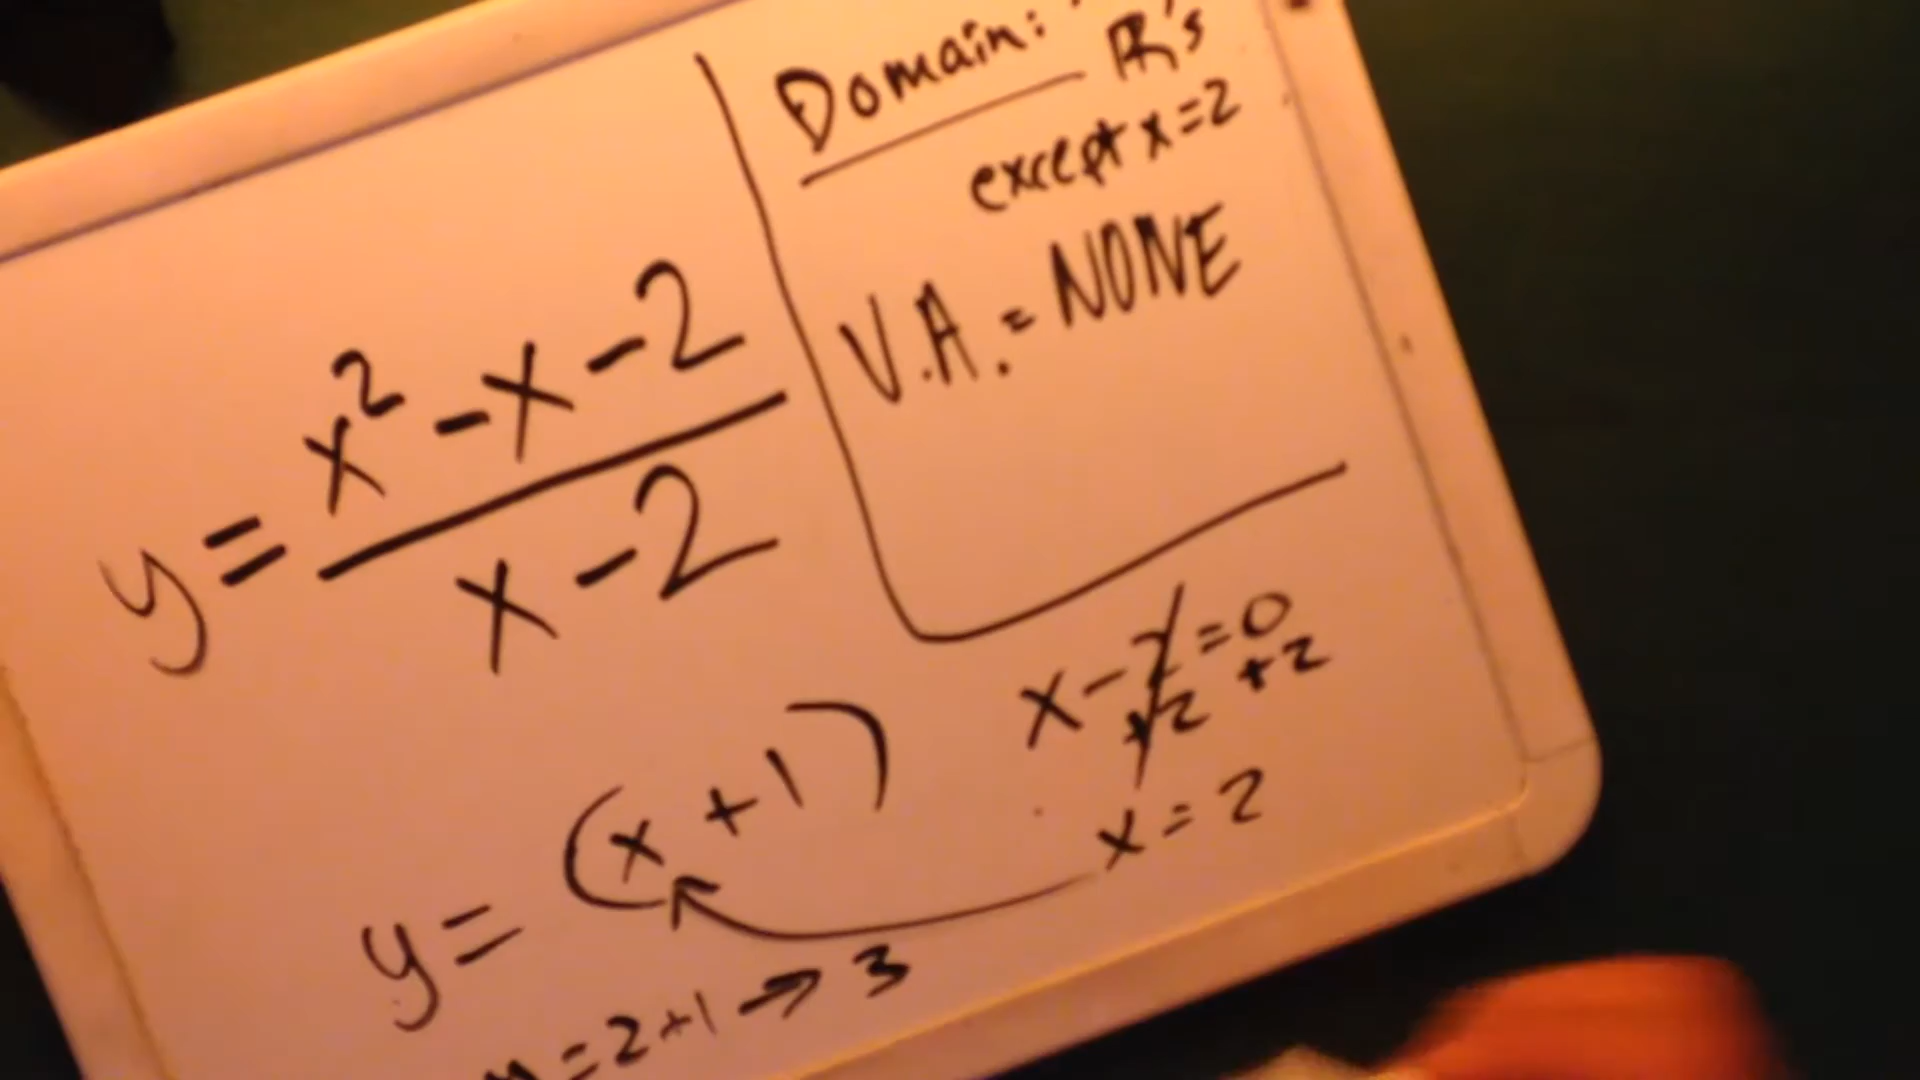 Domain: R's
except x=2
V.A. = NONE
y = x² - x - 2
x - 2
x - 2 = 0
+2 +2
x = 2
y = (x + 1)
= 2+1 → 3